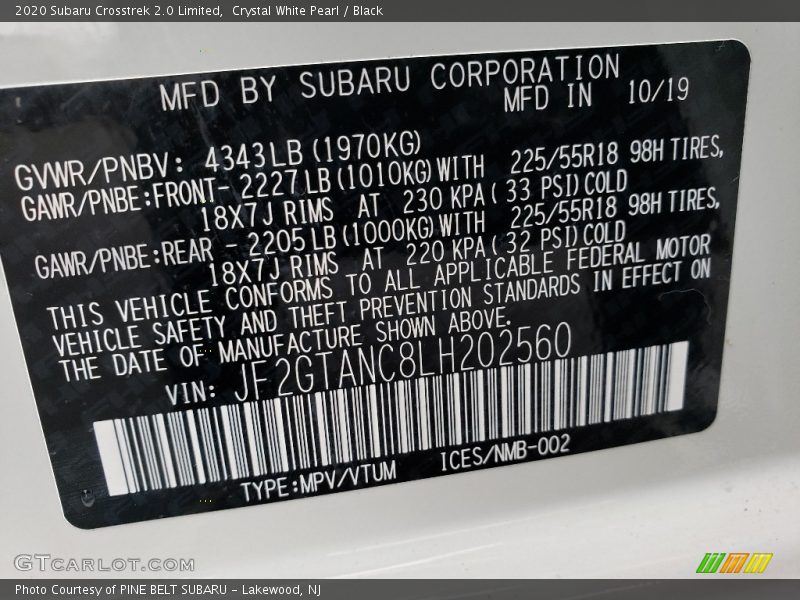 2020 Subaru Crosstrek 2.0 Limited, Crystal White Pearl / Black
MFD BY SUBARU CORPORATION
MFD IN 10/19
GVWR/PNBV: 4343LB (1970KG)
GAWR/PNBE:FRONT- 2227LB (1010KG) WITH 225/55R18 98H TIRES,
18X7J RIMS AT 230 KPA ( 33 PSI) COLD
GAWR/PNBE:REAR - 2205LB (1000KG) WITH 225/55R18 98H TIRES,
18X7J RIMS AT 220 KPA ( 32 PSI) COLD
THIS VEHICLE CONFORMS TO ALL APPLICABLE FEDERAL MOTOR
VEHICLE SAFETY AND THEFT PREVENTION STANDARDS IN EFFECT ON
THE DATE OF MANUFACTURE SHOWN ABOVE.
VIN: JF2GTANC8LH202560
TYPE:MPV/VTUM ICES/NMB-002
GTCARLOT.COM
Photo Courtesy of PINE BELT SUBARU - Lakewood, NJ